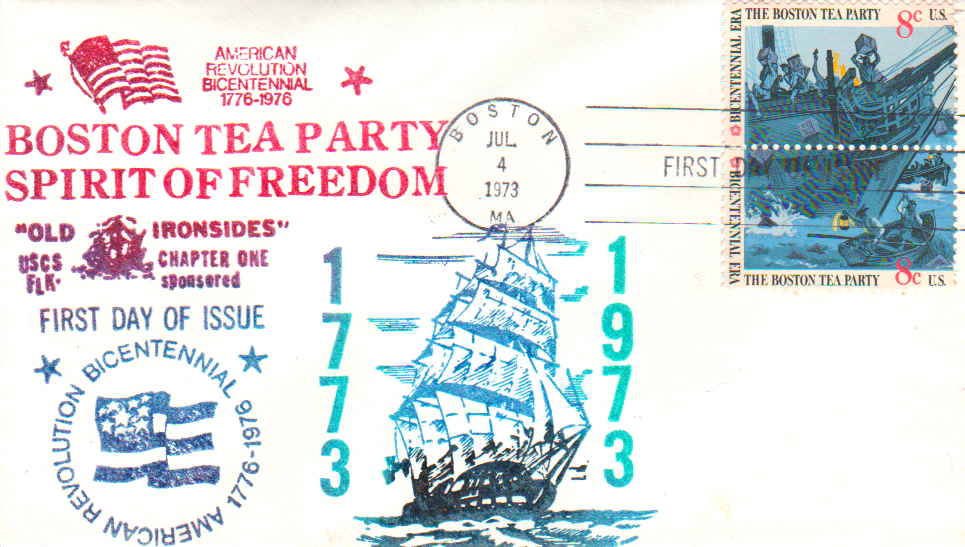 AMERICAN
REVOLUTION
BICENTENNIAL
1776-1976
BOSTON TEA PARTY
SPIRIT OF FREEDOM
"OLD IRONSIDES"
USCS CHAPTER ONE
FLK. sponsored
FIRST DAY OF ISSUE
AMERICAN REVOLUTION BICENTENNIAL 1776-1976
1773
1973
L.K.
BOSTON
JUL.
4
1973
MA
FIRST DAY OF ISSUE
THE BOSTON TEA PARTY 8c U.S.
BICENTENNIAL ERA
BICENTENNIAL ERA
THE BOSTON TEA PARTY 8c U.S.